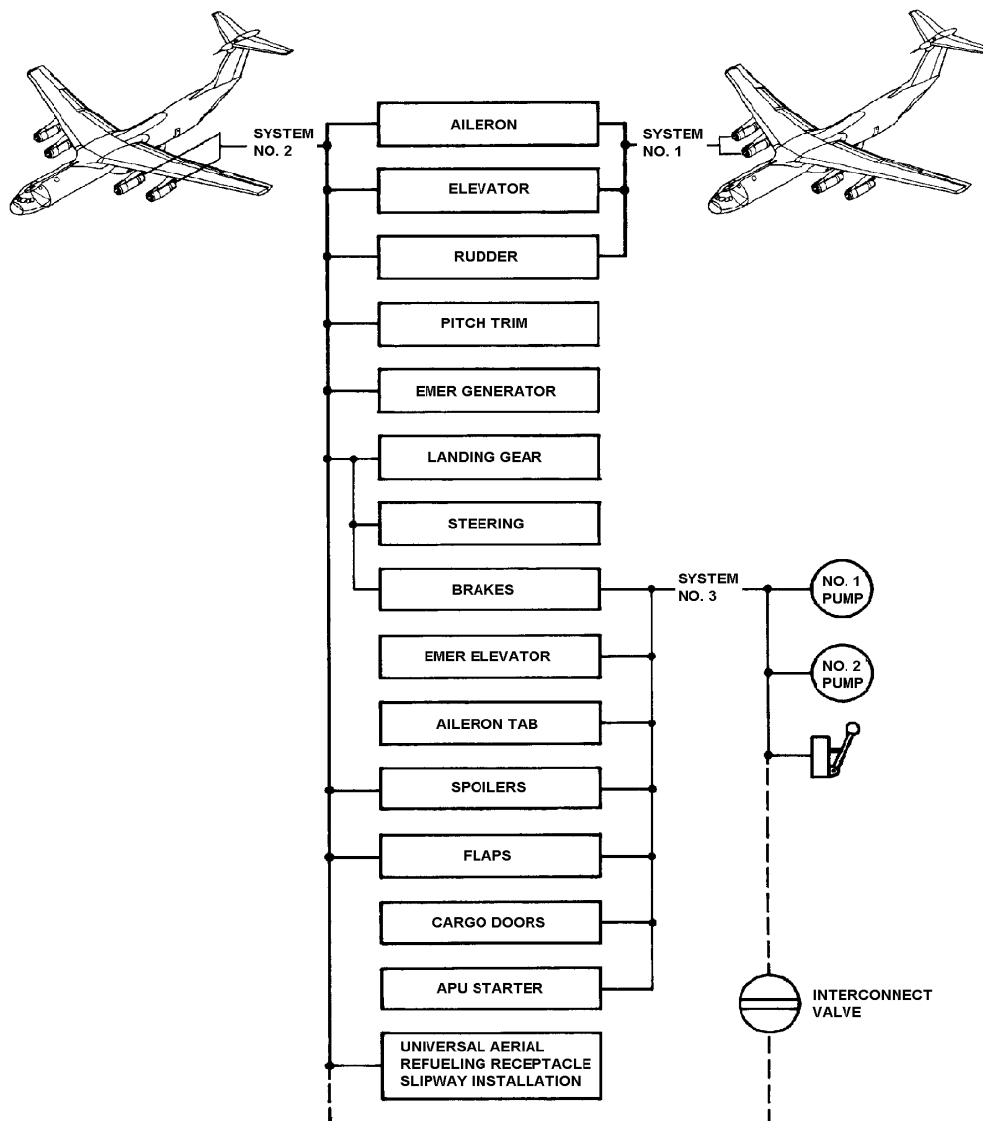 SYSTEM
NO. 2
AILERON
SYSTEM
NO. 1
ELEVATOR
RUDDER
PITCH TRIM
EMER GENERATOR
LANDING GEAR
STEERING
BRAKES
SYSTEM
NO. 3
NO. 1
PUMP
EMER ELEVATOR
NO. 2
PUMP
AILERON TAB
SPOILERS
FLAPS
CARGO DOORS
APU STARTER
INTERCONNECT
VALVE
UNIVERSAL AERIAL
REFUELING RECEPTACLE
SLIPWAY INSTALLATION